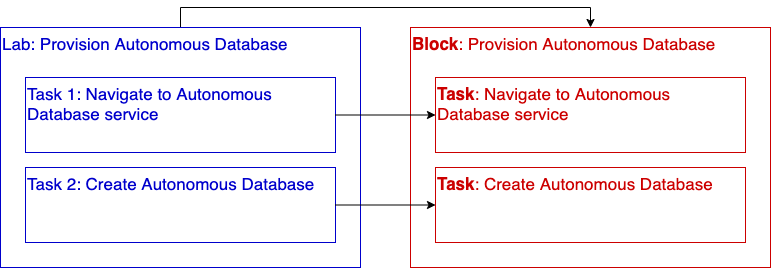 Lab: Provision Autonomous Database
Task 1: Navigate to Autonomous
Database service
Task 2: Create Autonomous Database
Block: Provision Autonomous Database
Task: Navigate to Autonomous
Database service
Task: Create Autonomous Database